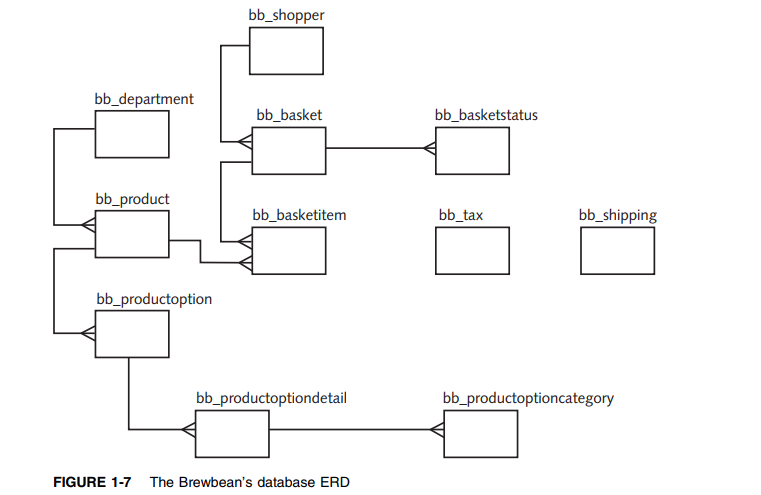 bb_shopper
bb_department
bb_basket
bb_basketstatus
bb_product
bb_basketitem
bb_tax
bb_shipping
bb_productoption
bb_productoptiondetail
bb_productoptioncategory
FIGURE 1-7 The Brewbean’s database ERD